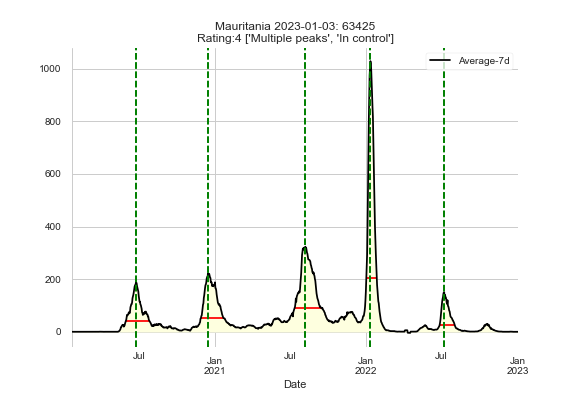 Mauritania 2023-01-03: 63425
Rating:4 ['Multiple peaks', 'In control']
Average-7d
1000
800
600
400
200
0
Jul
Jan
2021
Jul
Jan
2022
Jul
Jan
2023
Date